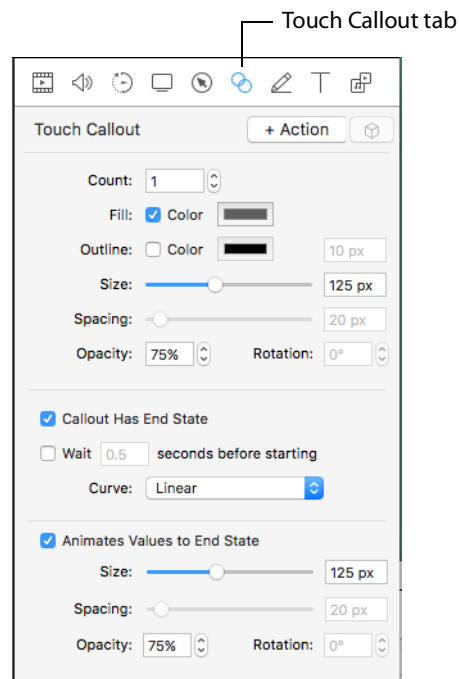 Touch Callout tab
Touch Callout + Action
Count: 1
Fill: Color
Outline: Color 10 px
Size: 125 px
Spacing: 20 px
Opacity: 75% Rotation: 0°
Callout Has End State
Wait 0.5 seconds before starting
Curve: Linear
Animates Values to End State
Size: 125 px
Spacing: 20 px
Opacity: 75% Rotation: 0°